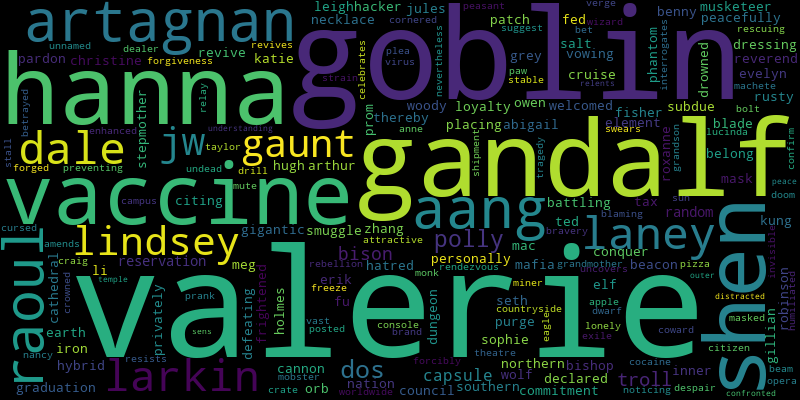 leighhacker jules cornered peasant verge musketeer
artagnan goblin necklace patch fed wizard benny peacefully
unnamed dealer revives suggest bet rescuing
pardon christine forgiveness revive katie celebrates plea virus nevertheless grey salt vowing phantom interrogates drowned dressing reverend
hanna strain paw stable cruise evelyn machete rusty
betrayed relay prom woody loyalty owen welcomed fisher subdue blade bolt
stepmother enhanced jw thereby placing abigail element lucinda
stall dale understanding taylor gaunt anne shipment swears roxanne belong confirm
forged preventing undead drill hugh arthur gandalf tragedy battling grandson mask peace
vaccine citing mute aang ted tax random sun doom
cursed campus gigantic smuggle zhang attractive polly mac bravery blaming laney kung
raoul amends lindsey reservation meg rebellion bison personally mafia conquer beacon pizza invisible
cathedral craig li frightened erik hatred monk rendezvous grandmother uncovers outer shen
crowned temple valerie freeze fu seth miner elf distracted humiliated
earth privately prank defeating holmes vast posted console dungeon purge countryside eagle apple dwarf lonely masked robinson
iron nancy sens brand sophie exile coward citizen gillian
hybrid resists cannon dos theatre northern bishop inner beam
larkin mobster nation capsule wolf declared troll cocaine despair opera
graduation crate orb worldwide council forcibly southern commitment noticing confronted